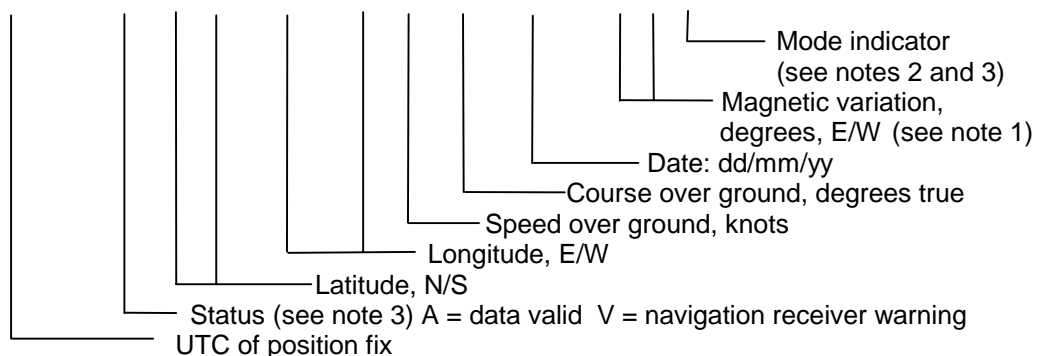 Mode indicator
(see notes 2 and 3)
Magnetic variation,
degrees, E/W (see note 1)
Date: dd/mm/yy
Course over ground, degrees true
Speed over ground, knots
Longitude, E/W
Latitude, N/S
Status (see note 3) A = data valid V = navigation receiver warning
UTC of position fix